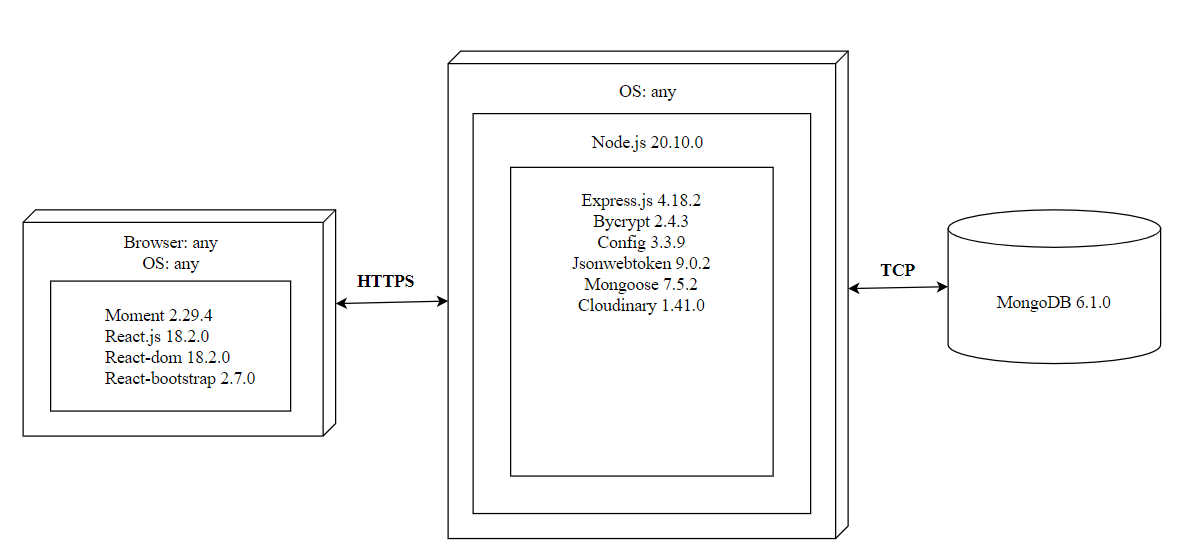 Browser: any
OS: any
Moment 2.29.4
React.js 18.2.0
React-dom 18.2.0
React-bootstrap 2.7.0
HTTPS
OS: any
Node.js 20.10.0
Express.js 4.18.2
Bycrypt 2.4.3
Config 3.3.9
Jsonwebtoken 9.0.2
Mongoose 7.5.2
Cloudinary 1.41.0
TCP
MongoDB 6.1.0